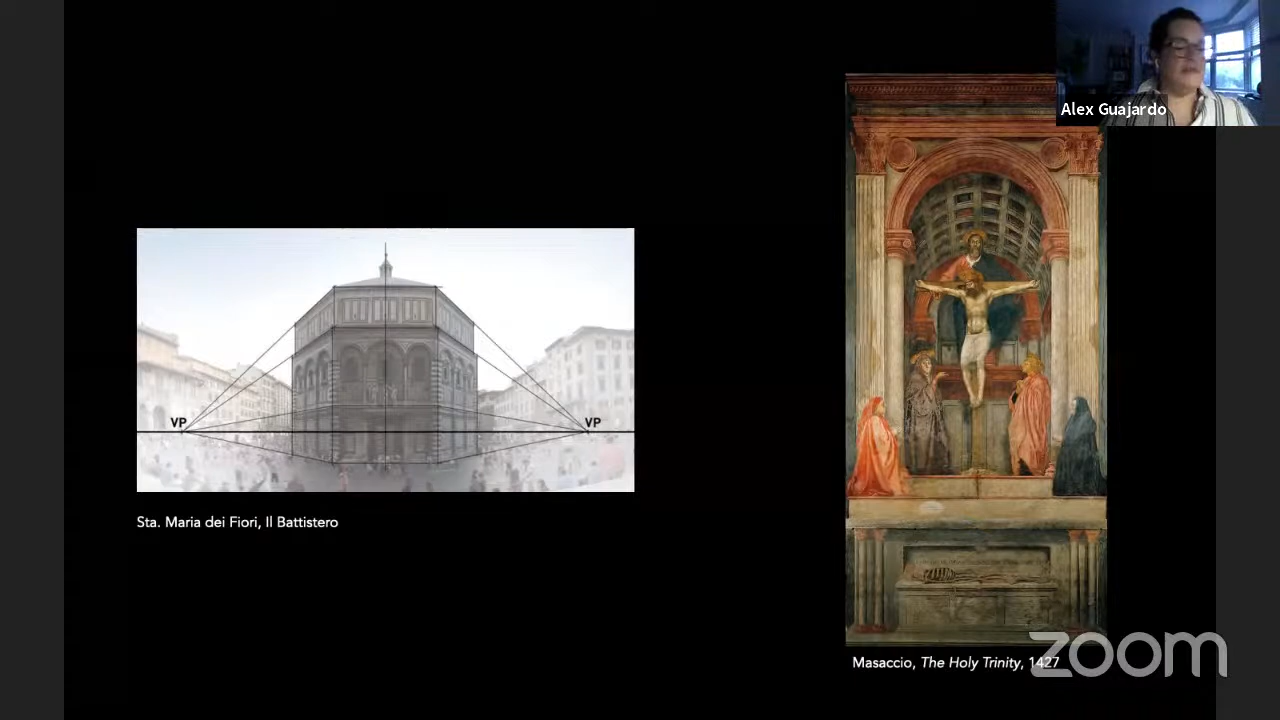 Alex Guajardo
VP
VP
Sta. Maria dei Fiori, Il Battistero
Masaccio, The Holy Trinity, 1427
zoom